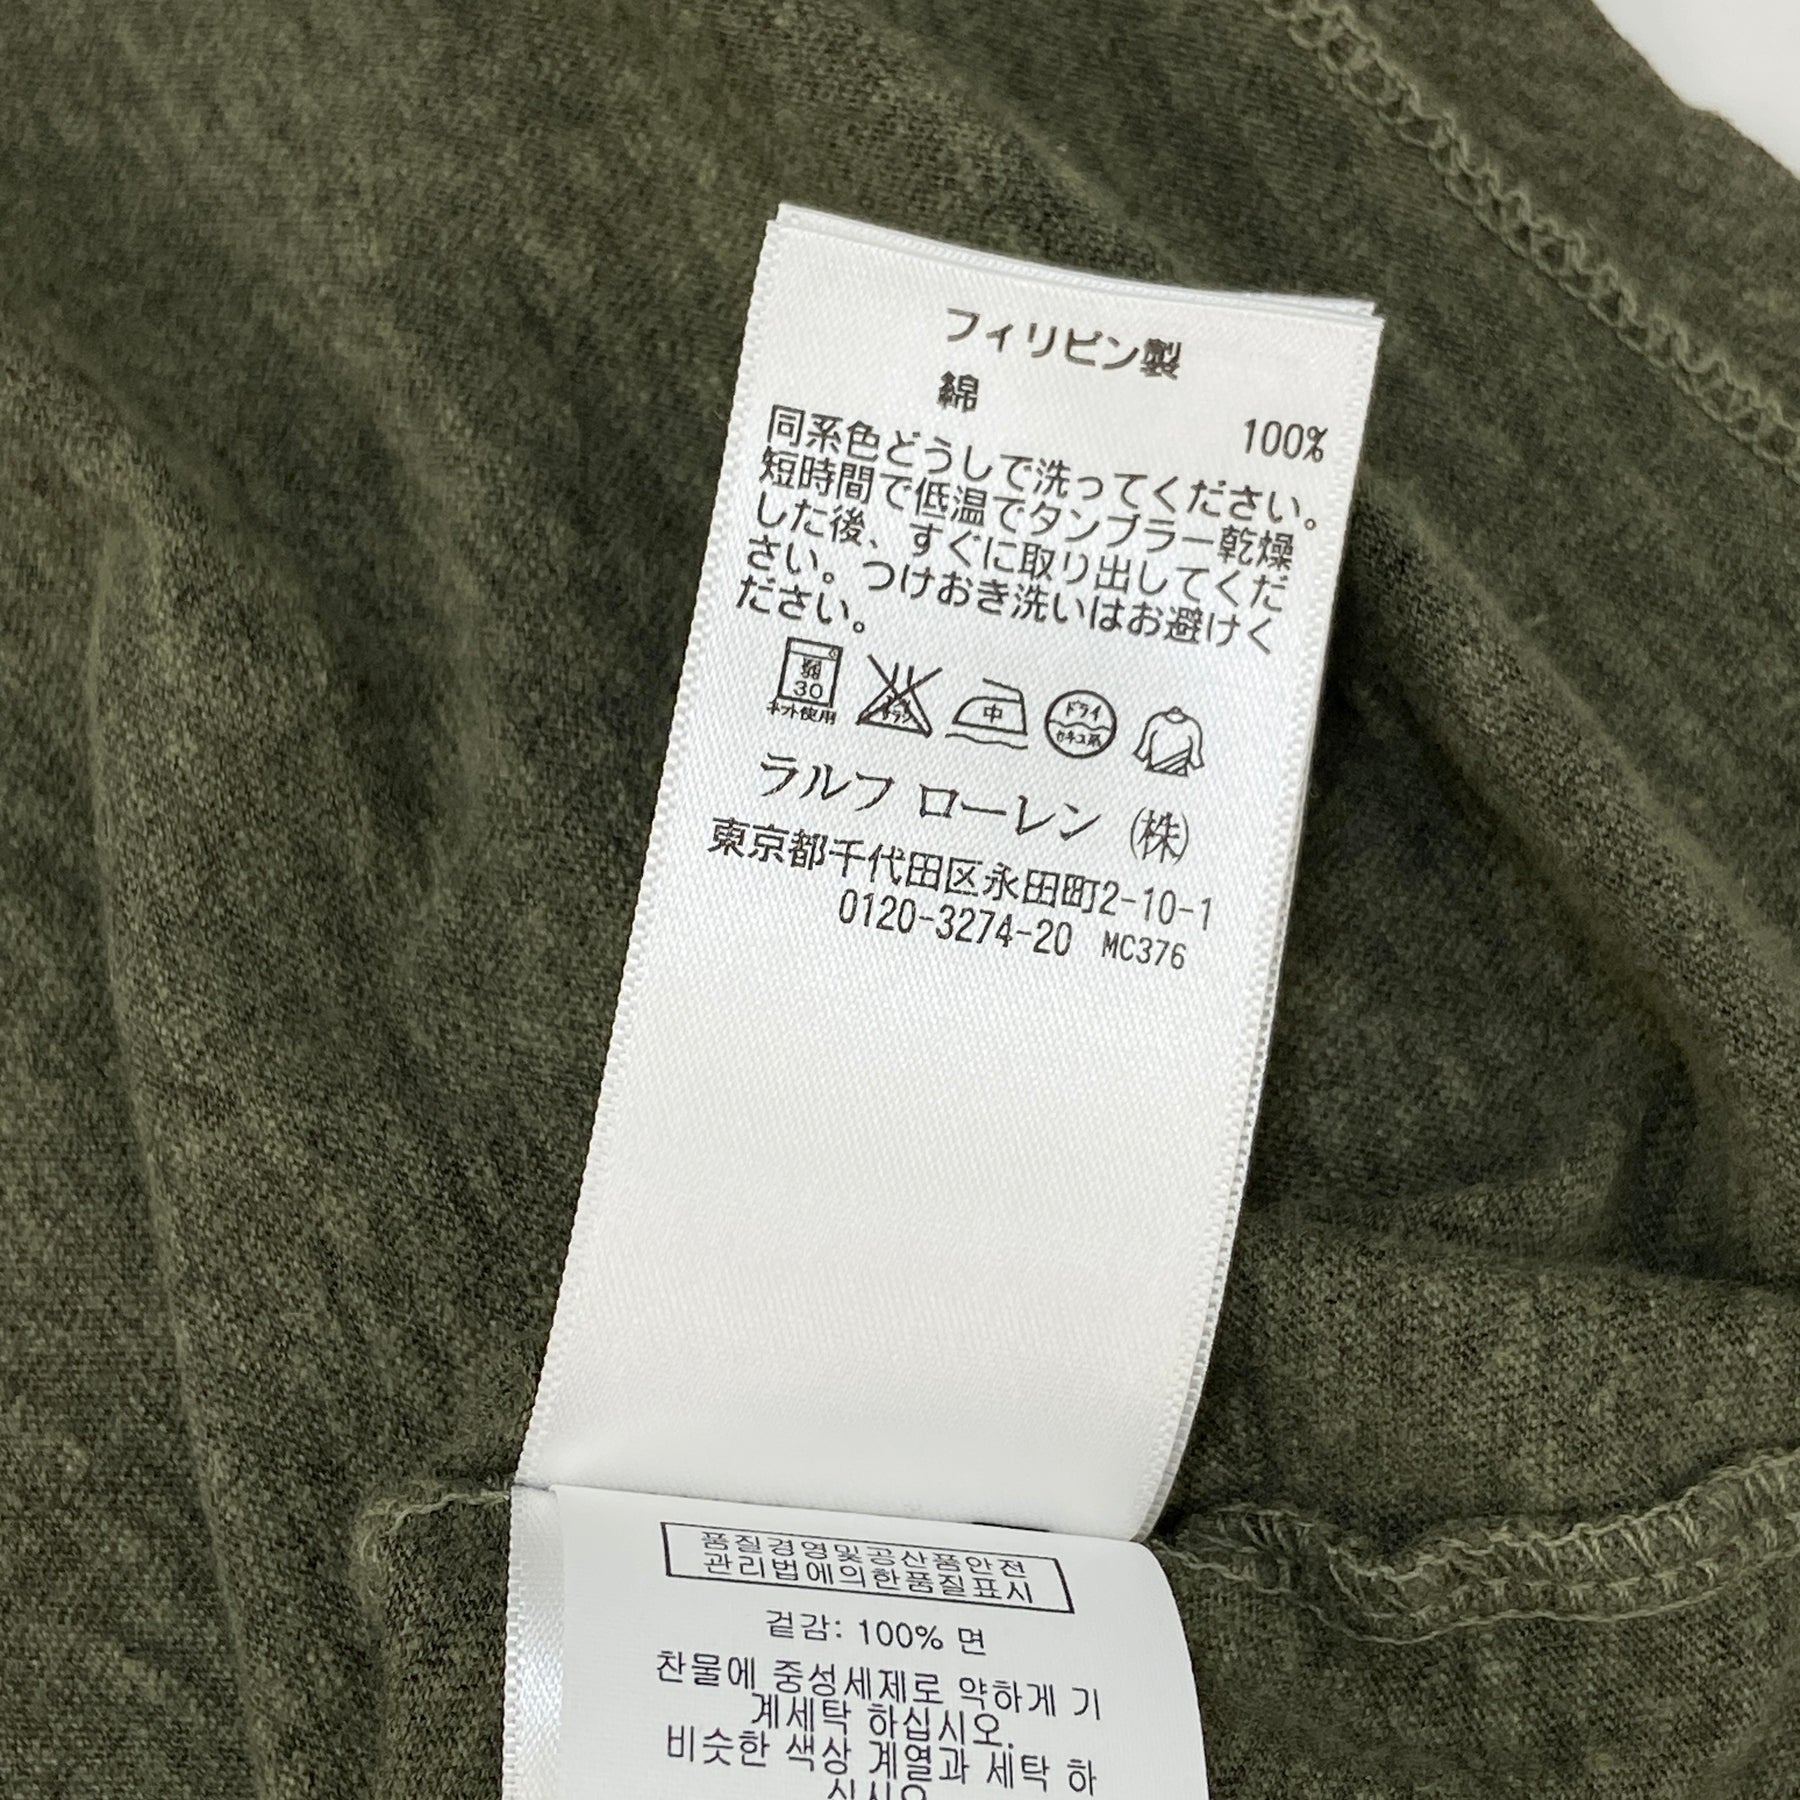 フィリピン製
綿 100%
同系色どうしで洗ってください。
短時間で低温でタンブラー乾燥
した後、すぐに取り出してくだ
さい。つけおき洗いはお避けく
ださい。
弱
30
ネット使用
中
ドライ
ラルフ ローレン (株)
東京都千代田区永田町2-10-1
0120-3274-20 MC376
품질경영및공산품안전
관리법에의한품질표시
겉감: 100% 면
찬물에 중성세제로 약하게 기
계세탁 하십시오.
비슷한 색상 계열과 세탁 하
십시오